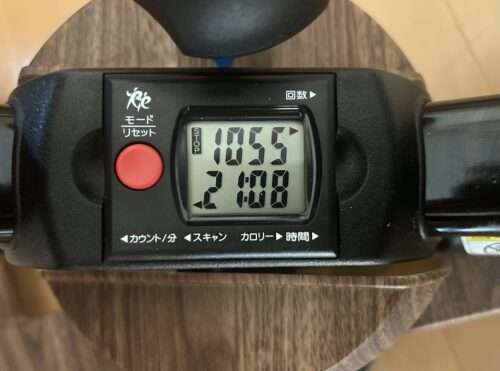 回数▶
モード
リセット
STOP
1055
21:08
◀カウント/分 ◀スキャン カロリー▶ 時間▶